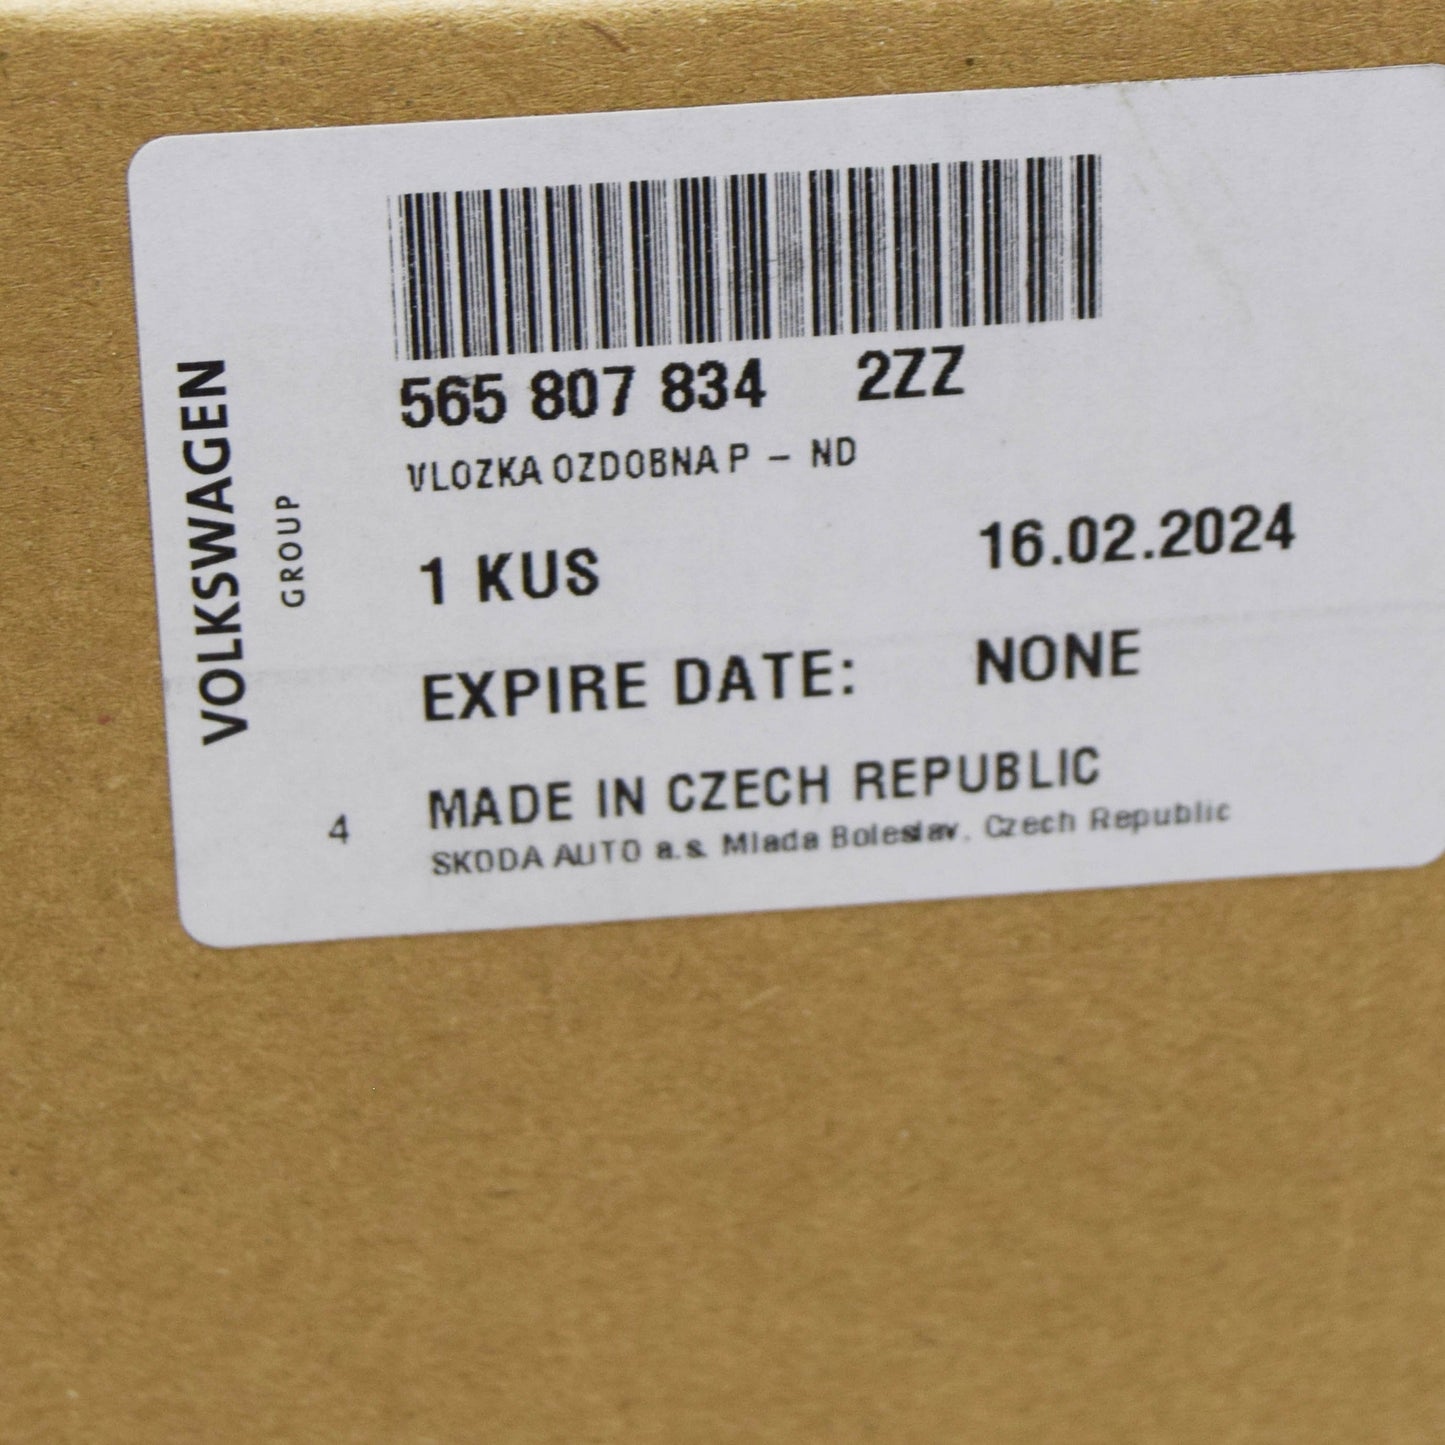 VOLKSWAGEN
GROUP
565 807 834 2ZZ
VLOZKA OZDOBNA P - ND
1 KUS 16.02.2024
EXPIRE DATE: NONE
MADE IN CZECH REPUBLIC
4 SKODA AUTO a.s. Mlada Boleslav, Czech Republic